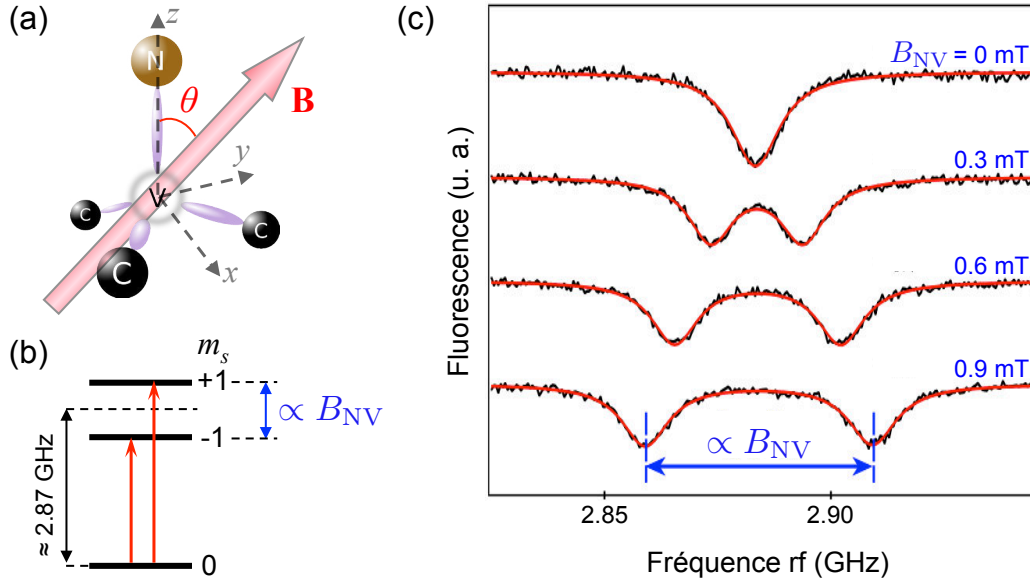 (a)
z
N
θ
B
y
V
C
C
C
x
(b)
m_s
+1
∝ B_NV
-1
≈ 2.87 GHz
0
(c)
Fluorescence (u. a.)
B_NV = 0 mT
0.3 mT
0.6 mT
0.9 mT
∝ B_NV
2.85
2.90
Fréquence rf (GHz)